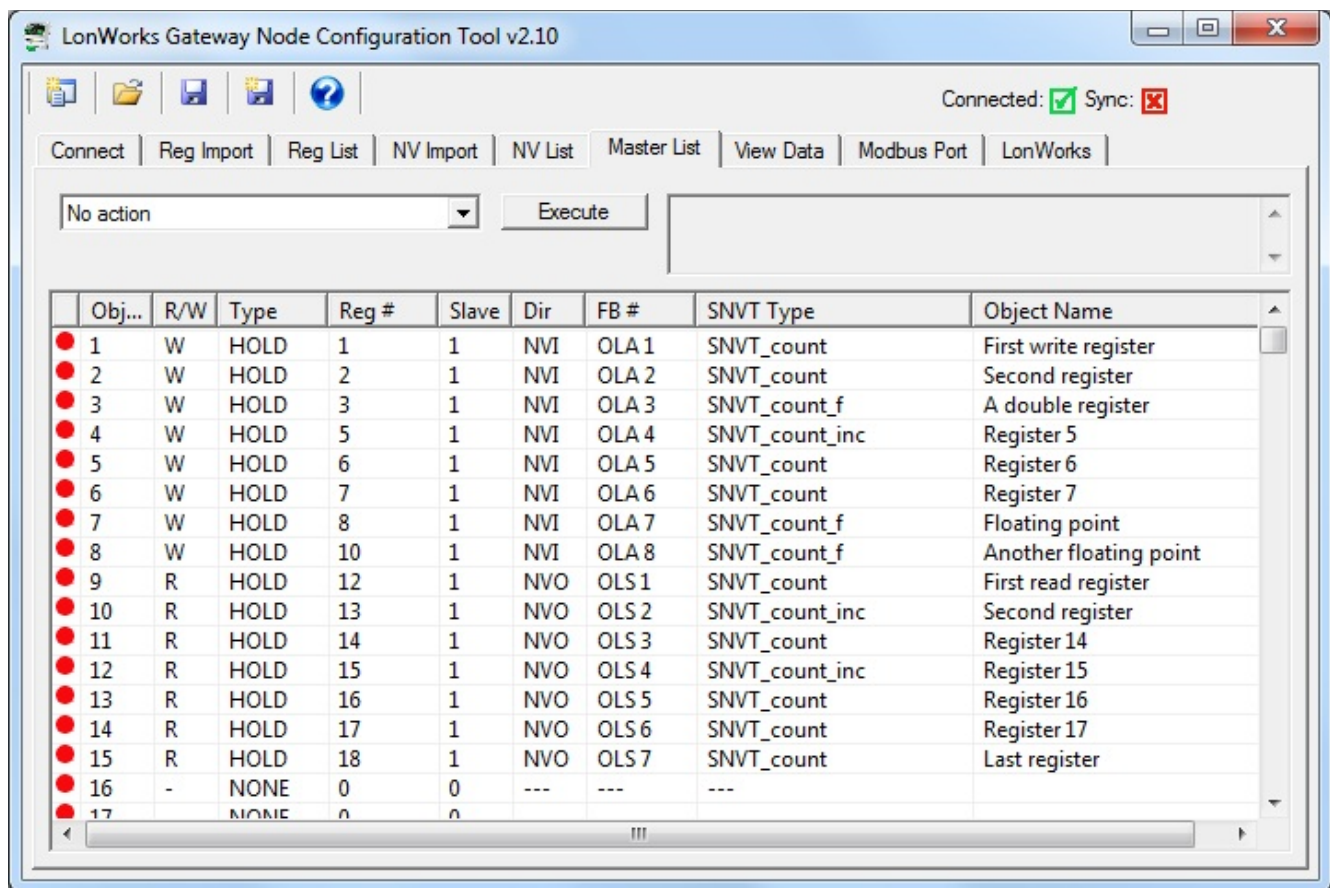 LonWorks Gateway Node Configuration Tool v2.10
Connected: Sync:
Connect Reg Import Reg List NV Import NV List Master List View Data Modbus Port LonWorks
No action Execute
Obj... R/W Type Reg # Slave Dir FB # SNVT Type Object Name
1 W HOLD 1 1 NVI OLA 1 SNVT_count First write register
2 W HOLD 2 1 NVI OLA 2 SNVT_count Second register
3 W HOLD 3 1 NVI OLA 3 SNVT_count_f A double register
4 W HOLD 5 1 NVI OLA 4 SNVT_count_inc Register 5
5 W HOLD 6 1 NVI OLA 5 SNVT_count Register 6
6 W HOLD 7 1 NVI OLA 6 SNVT_count Register 7
7 W HOLD 8 1 NVI OLA 7 SNVT_count_f Floating point
8 W HOLD 10 1 NVI OLA 8 SNVT_count_f Another floating point
9 R HOLD 12 1 NVO OLS 1 SNVT_count First read register
10 R HOLD 13 1 NVO OLS 2 SNVT_count_inc Second register
11 R HOLD 14 1 NVO OLS 3 SNVT_count Register 14
12 R HOLD 15 1 NVO OLS 4 SNVT_count_inc Register 15
13 R HOLD 16 1 NVO OLS 5 SNVT_count Register 16
14 R HOLD 17 1 NVO OLS 6 SNVT_count Register 17
15 R HOLD 18 1 NVO OLS 7 SNVT_count Last register
16 - NONE 0 0 --- --- ---
17 NONE 0 0